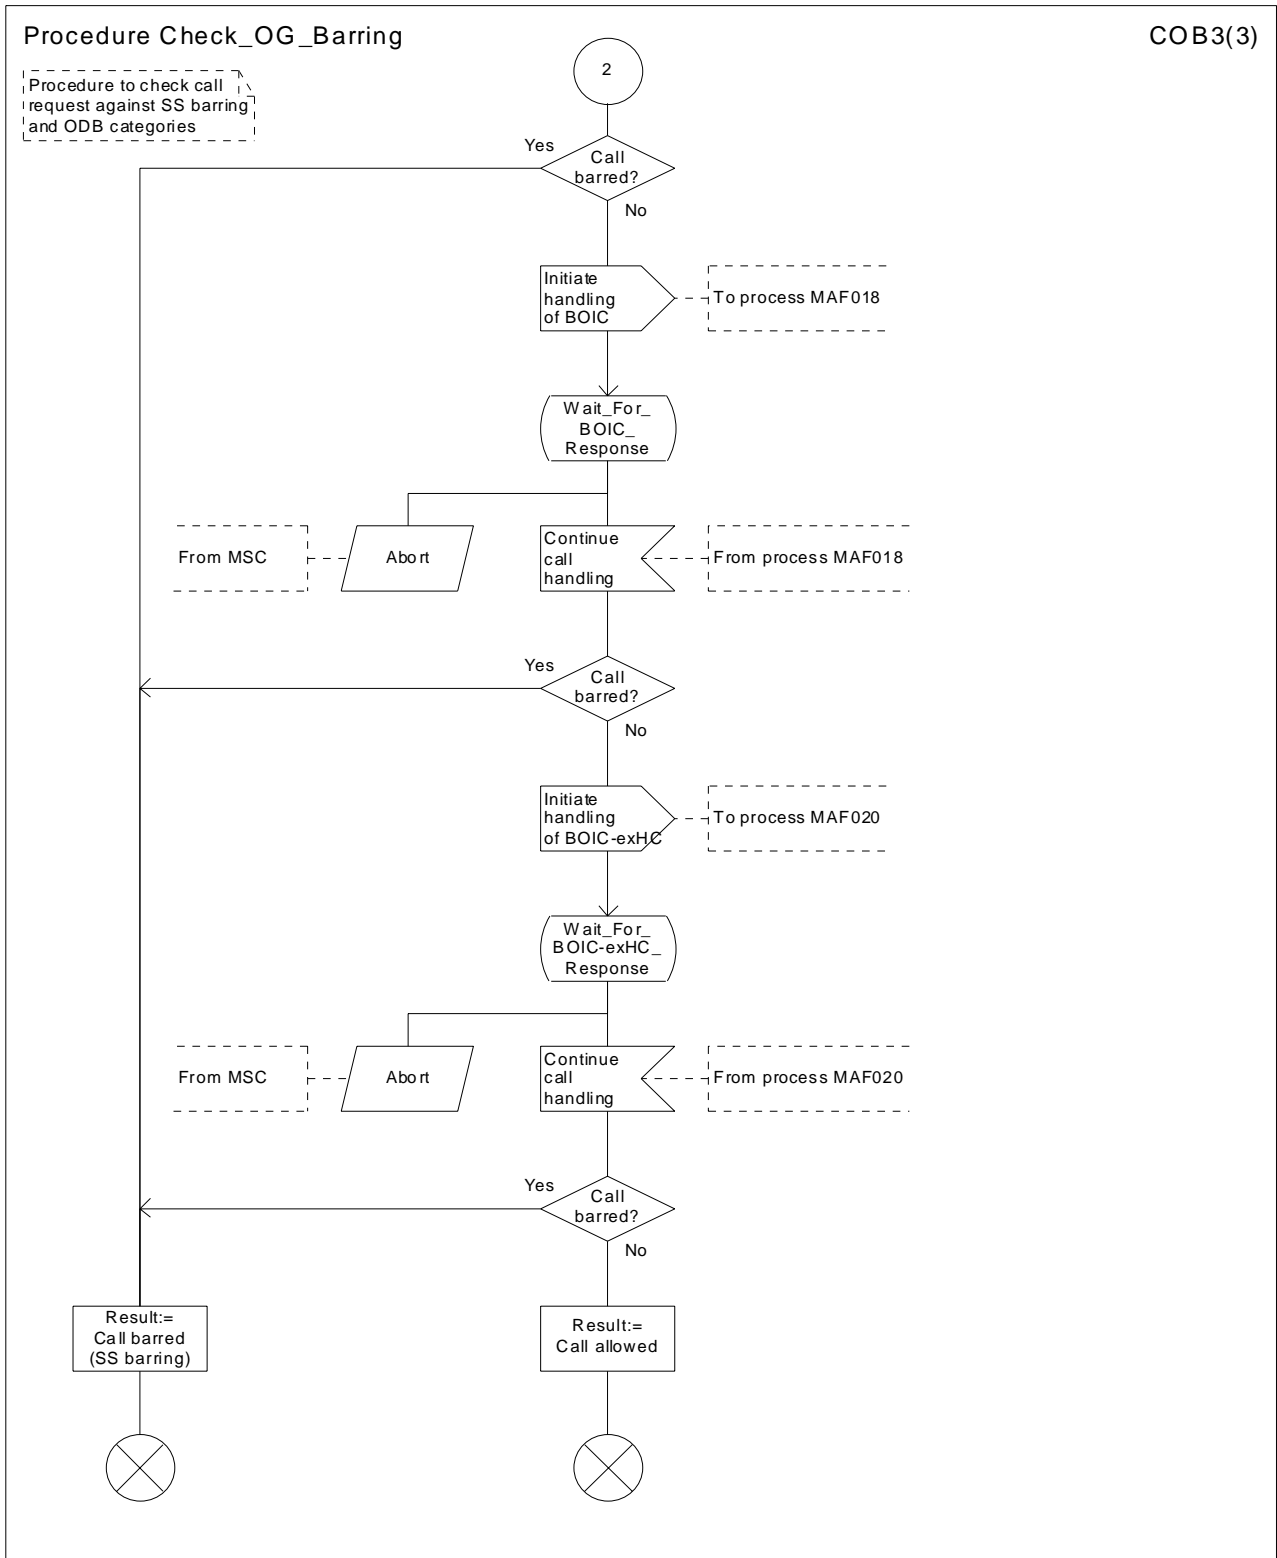 Procedure Check_OG_Barring
COB3(3)
Procedure to check call
request against SS barring
and ODB categories
2
Yes
Call
barred?
No
Initiate
handling
of BOIC
To process MAF018
Wait_For_
BOIC_
Response
From MSC
Abort
Continue
call
handling
From process MAF018
Yes
Call
barred?
No
Initiate
handling
of BOIC-exHC
To process MAF020
Wait_For_
BOIC-exHC_
Response
From MSC
Abort
Continue
call
handling
From process MAF020
Yes
Call
barred?
No
Result:=
Call barred
(SS barring)
Result:=
Call allowed